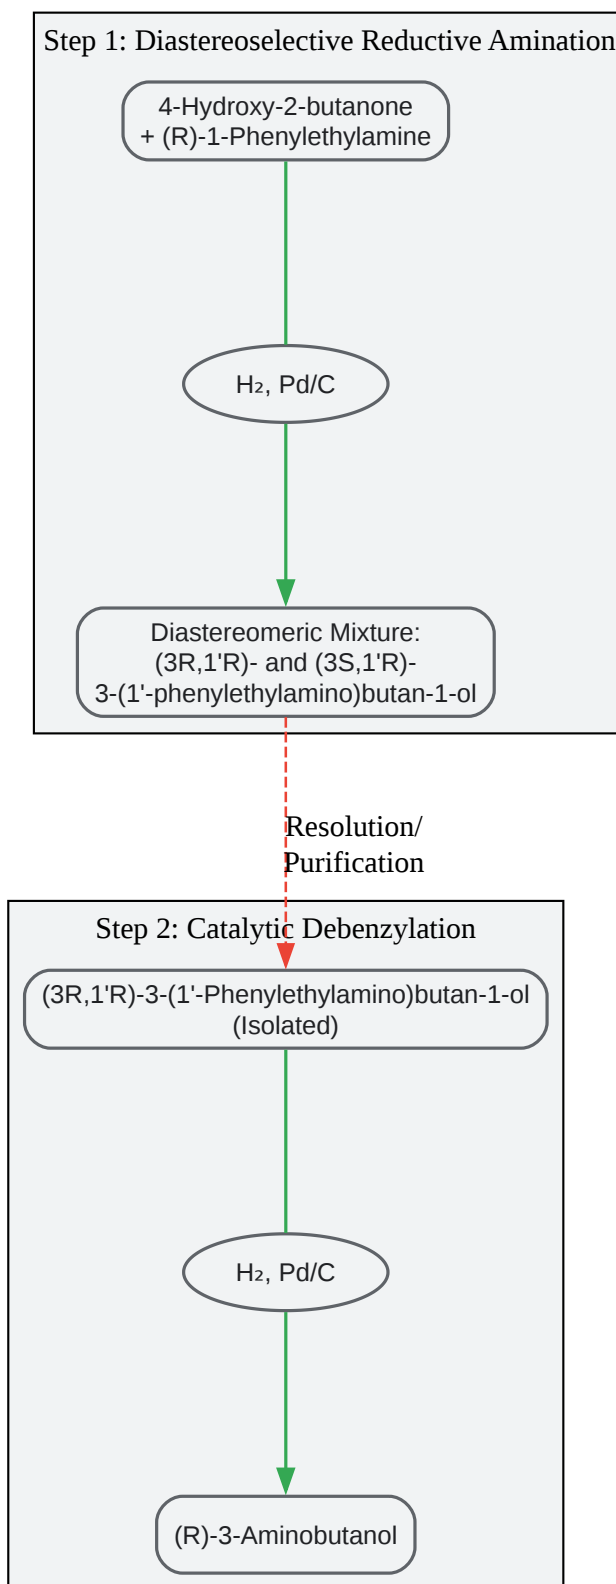 Step 1: Diastereoselective Reductive Amination
4-Hydroxy-2-butanone
+ (R)-1-Phenylethylamine
H₂, Pd/C
Diastereomeric Mixture:
(3R,1'R)- and (3S,1'R)-
3-(1'-phenylethylamino)butan-1-ol
Resolution/
Purification
Step 2: Catalytic Debenzylation
(3R,1'R)-3-(1'-Phenylethylamino)butan-1-ol
(Isolated)
H₂, Pd/C
(R)-3-Aminobutanol